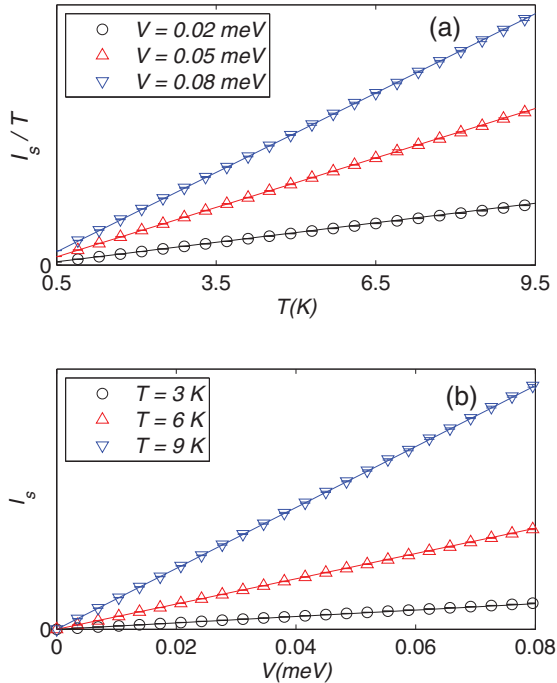 (a)
V = 0.02 meV
V = 0.05 meV
V = 0.08 meV
I_s / T
0
0.5 3.5 6.5 9.5
T(K)
(b)
T = 3 K
T = 6 K
T = 9 K
I_s
0
0 0.02 0.04 0.06 0.08
V(meV)